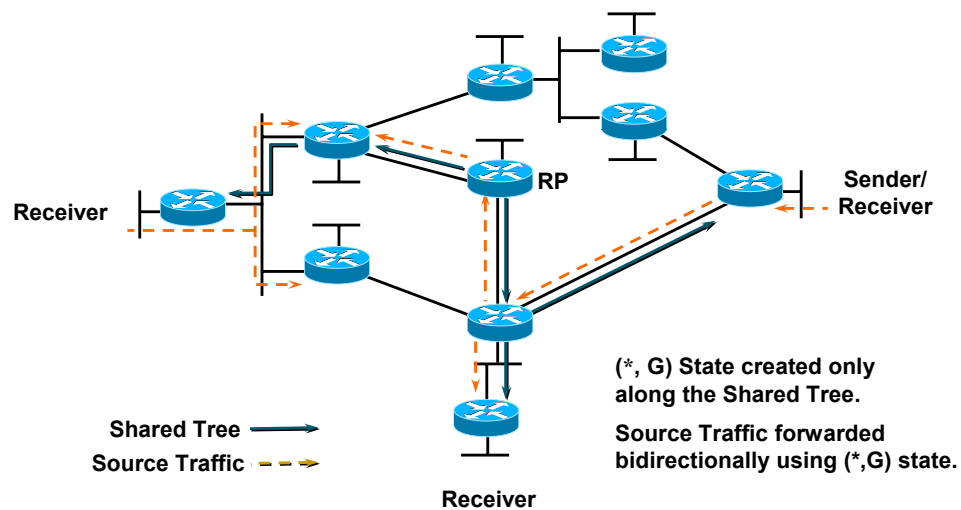 RP
Sender/
Receiver
Receiver
(*, G) State created only
along the Shared Tree.
Source Traffic forwarded
bidirectionally using (*,G) state.
Shared Tree
Source Traffic
Receiver